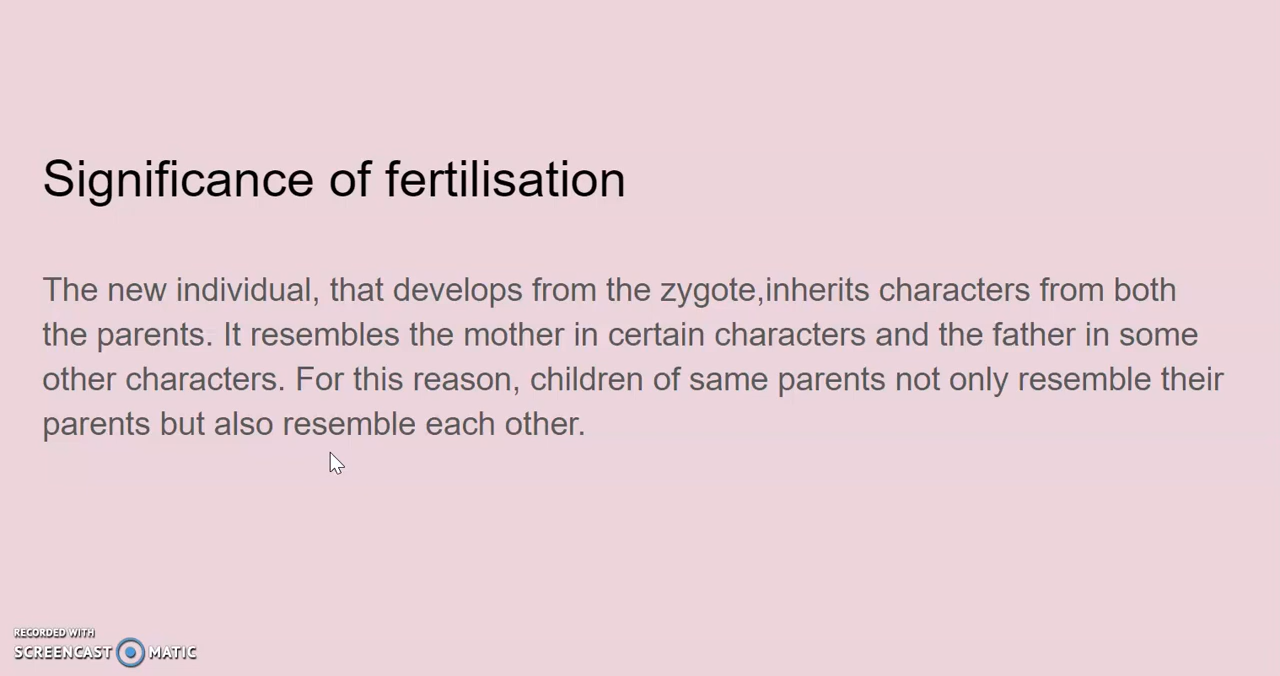 Significance of fertilisation
The new individual, that develops from the zygote,inherits characters from both
the parents. It resembles the mother in certain characters and the father in some
other characters. For this reason, children of same parents not only resemble their
parents but also resemble each other.
RECORDED WITH
SCREENCAST MATIC